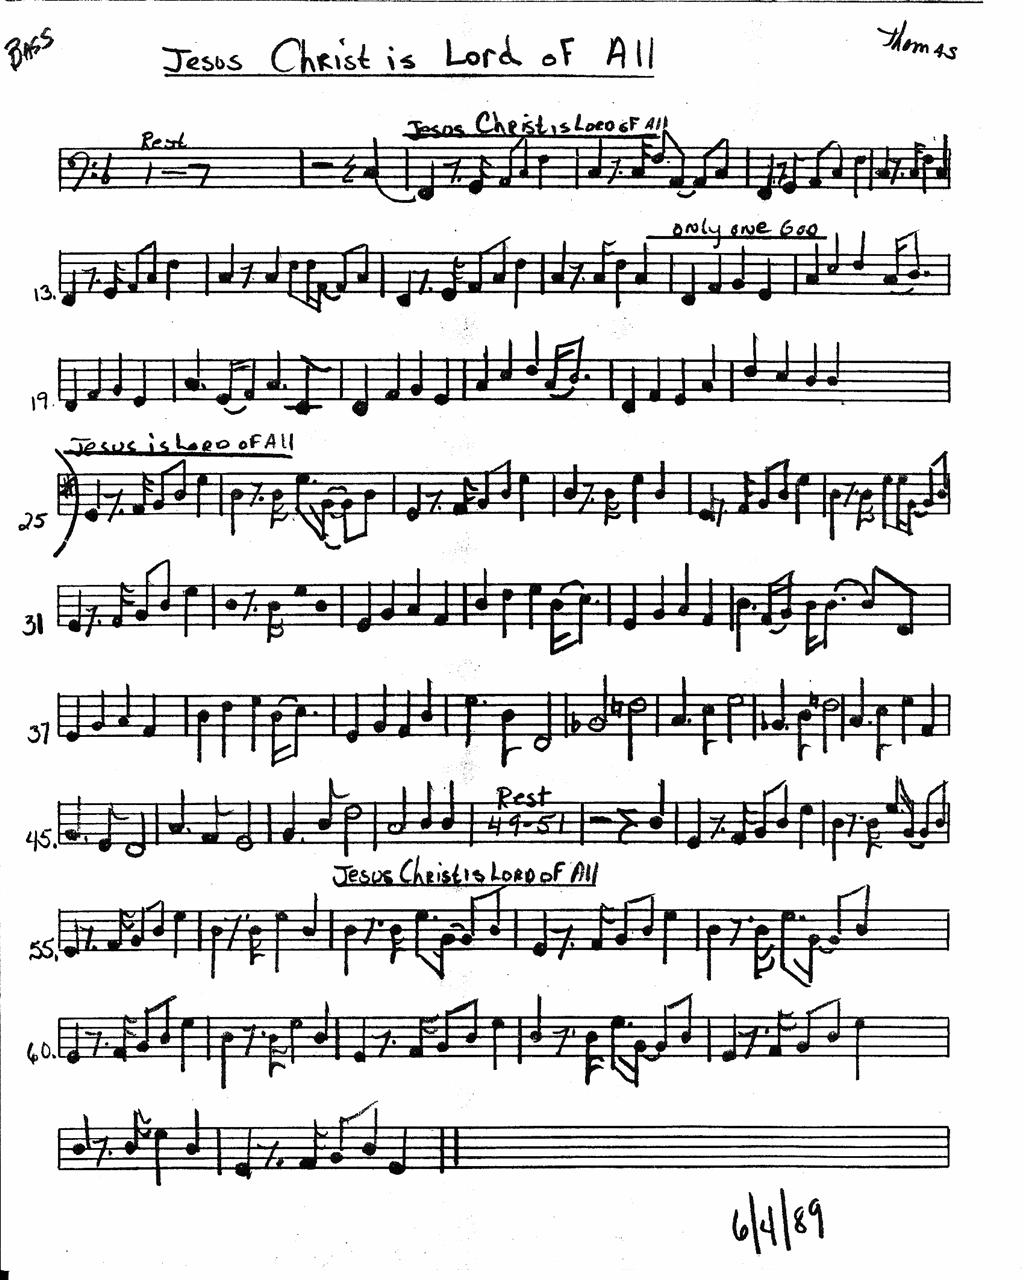 BASS
Jesus Christ is Lord of All
Thomas
Jesus Christ is Lord of All
Rest
1-7
only one God
13.
19.
Jesus is Lord of All
25
31
37
Rest
45. 49-51
Jesus Christ is Lord of All
55.
60.
6/4/89